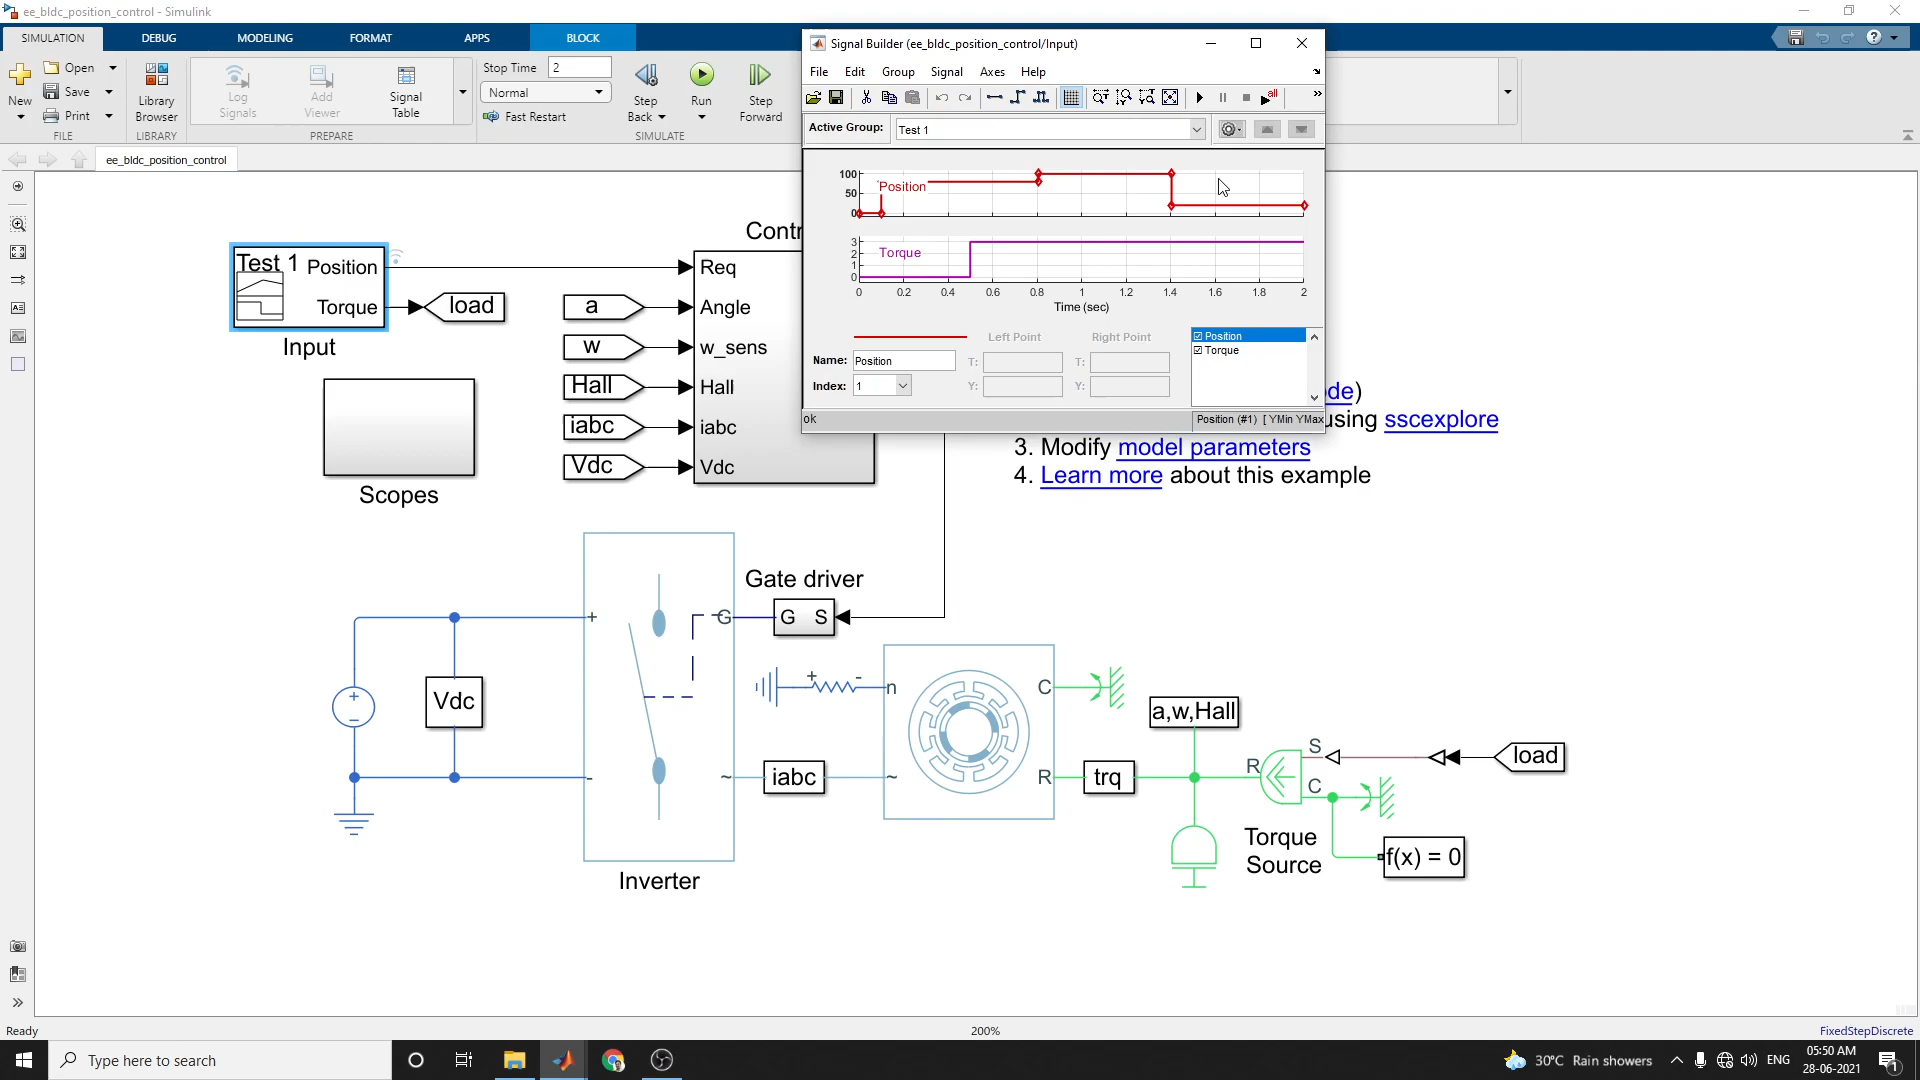 ee_bldc_position_control - Simulink
SIMULATION DEBUG MODELING FORMAT APPS BLOCK
New
Open
Save
Print
FILE
Library
Browser
LIBRARY
Log
Signals
Add
Viewer
Signal
Table
PREPARE
Stop Time 2
Normal
Fast Restart
Step
Back
Run
Step
Forward
SIMULATE
ee_bldc_position_control
Signal Builder (ee_bldc_position_control/Input)
File Edit Group Signal Axes Help
all
Active Group: Test 1
100
50
0
Position
3
2
1
0
Torque
0 0.2 0.4 0.6 0.8 1 1.2 1.4 1.6 1.8 2
Time (sec)
Left Point Right Point
Name: Position T: T:
Index: 1 Y: Y:
Position
Torque
ok
Position (#1) [ YMin YMax
Test 1 Position
Torque
Input
load
Scopes
Contr
a
w
Hall
iabc
Vdc
Req
Angle
w_sens
Hall
iabc
Vdc
ode)
using sscexplore
3. Modify model parameters
4. Learn more about this example
Gate driver
G S
+ G
- ~
Inverter
+
−
Vdc
iabc
+ -
n C
~ R
trq
a,w,Hall
R S
C
load
Torque
Source
f(x) = 0
Ready
200%
FixedStepDiscrete
Type here to search
30°C Rain showers
ENG
05:50 AM
28-06-2021
1